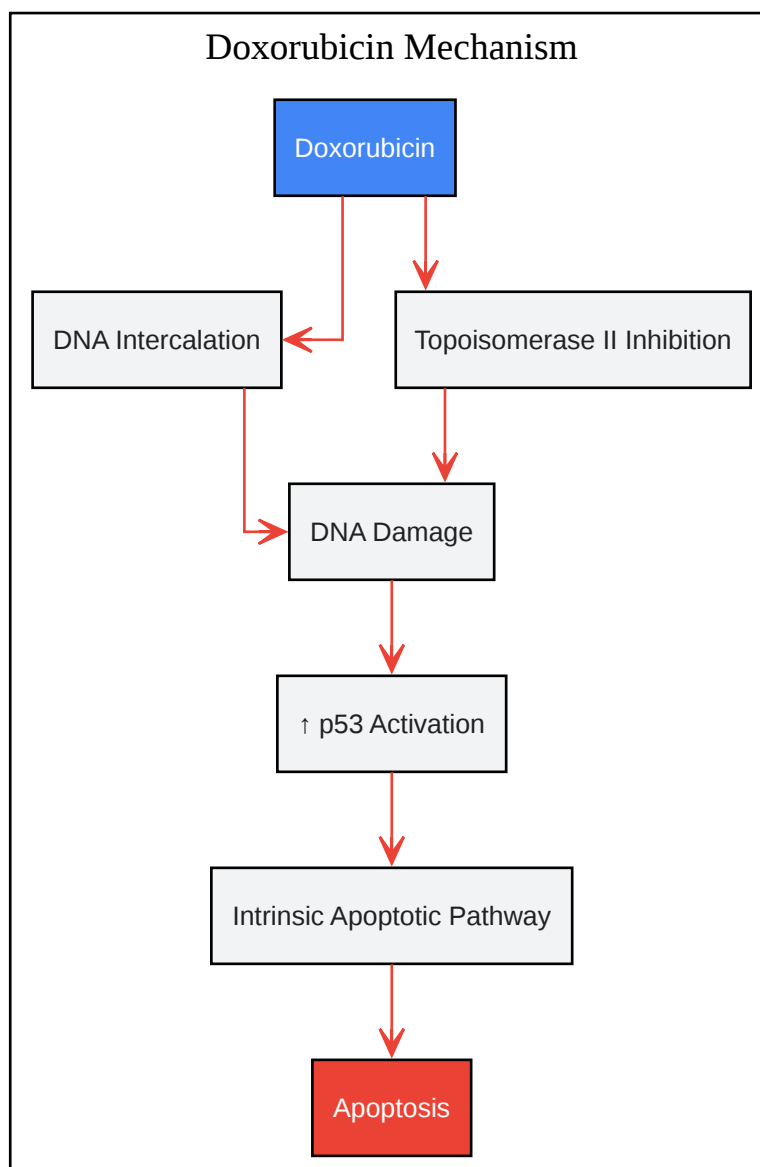 Doxorubicin Mechanism
Doxorubicin
DNA Intercalation
Topoisomerase II Inhibition
DNA Damage
↑ p53 Activation
Intrinsic Apoptotic Pathway
Apoptosis